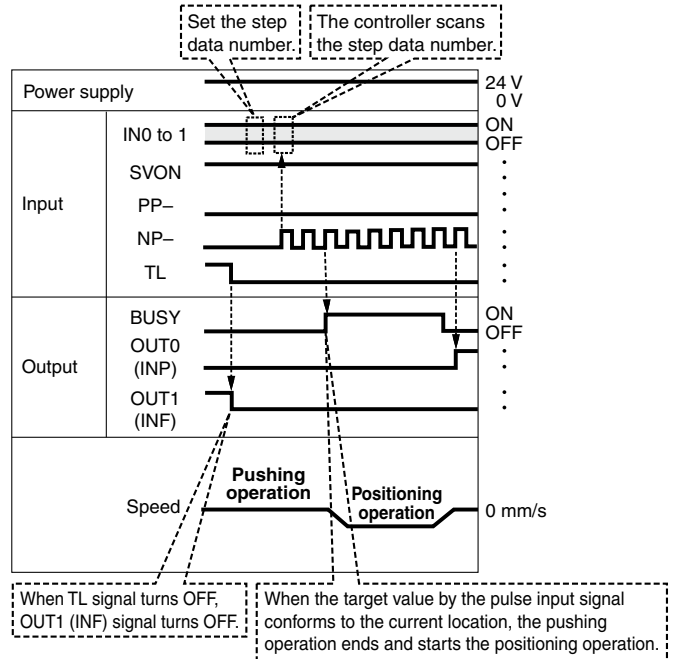 Set the step
data number.
The controller scans
the step data number.
Power supply
24 V
0 V
Input
IN0 to 1
ON
OFF
SVON
PP–
NP–
TL
Output
BUSY
ON
OFF
OUT0
(INP)
OUT1
(INF)
Speed
Pushing
operation
Positioning
operation
0 mm/s
When TL signal turns OFF,
OUT1 (INF) signal turns OFF.
When the target value by the pulse input signal
conforms to the current location, the pushing
operation ends and starts the positioning operation.